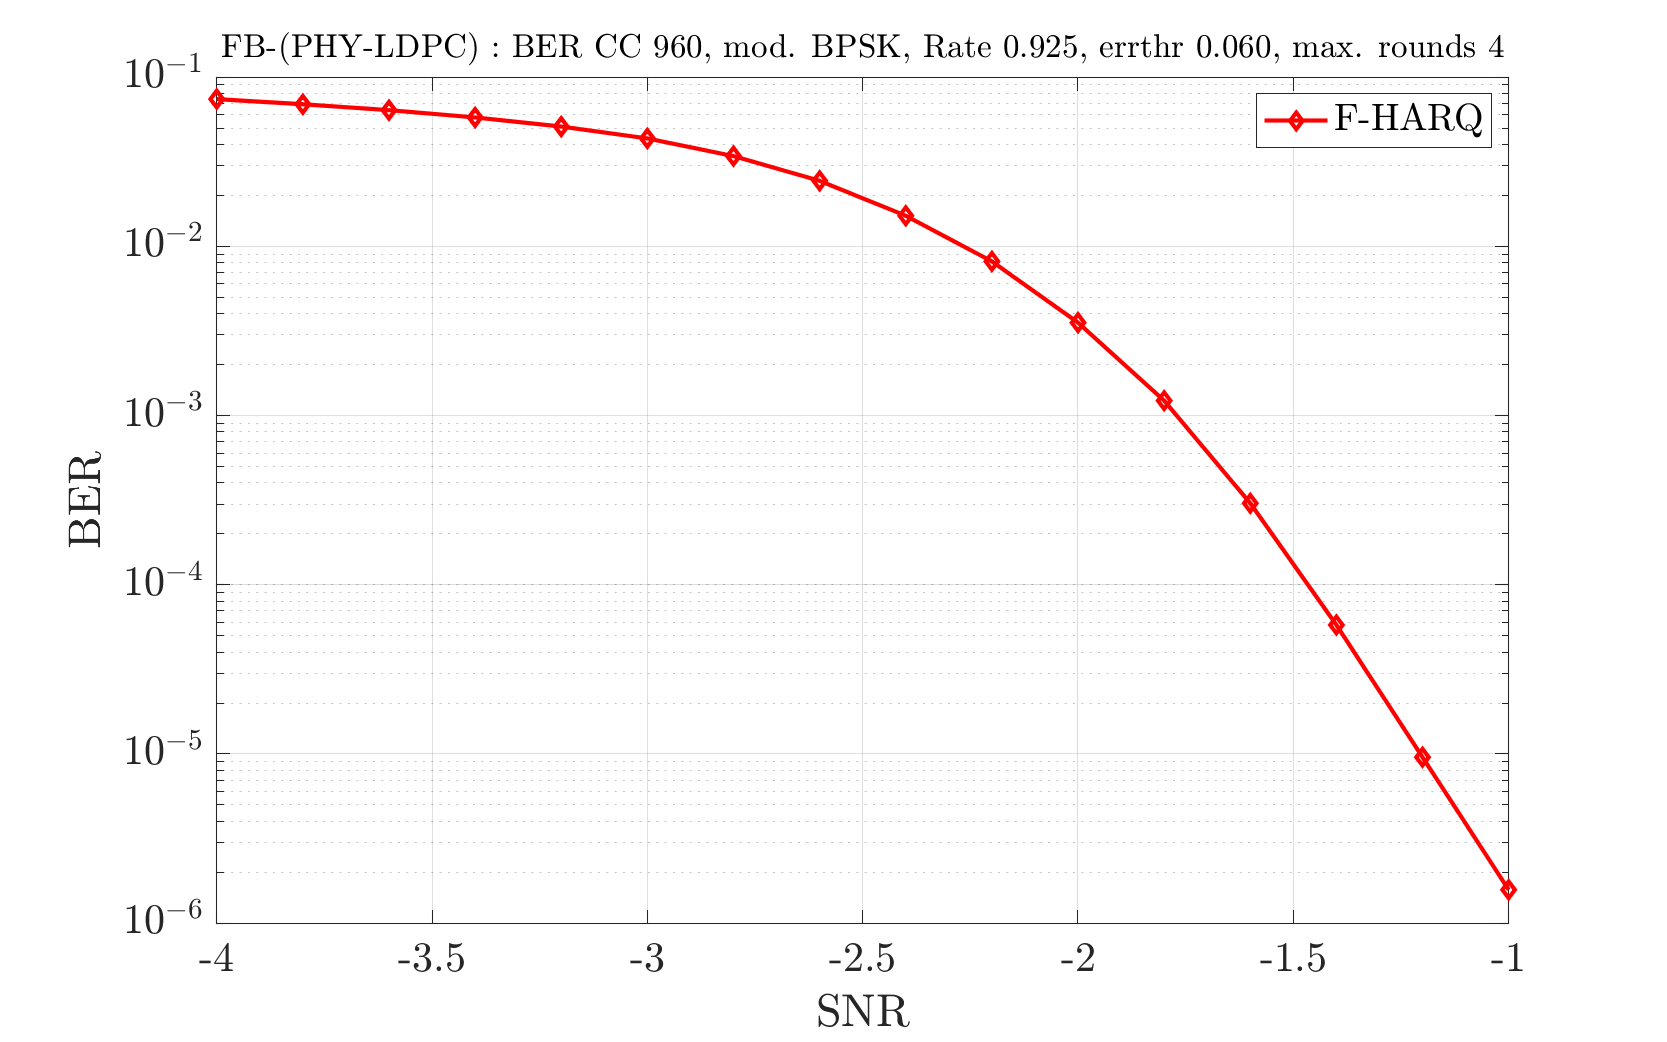 FB-(PHY-LDPC) : BER CC 960, mod. BPSK, Rate 0.925, errthr 0.060, max. rounds 4
F-HARQ
BER
10⁻¹
10⁻²
10⁻³
10⁻⁴
10⁻⁵
10⁻⁶
-4 -3.5 -3 -2.5 -2 -1.5 -1
SNR